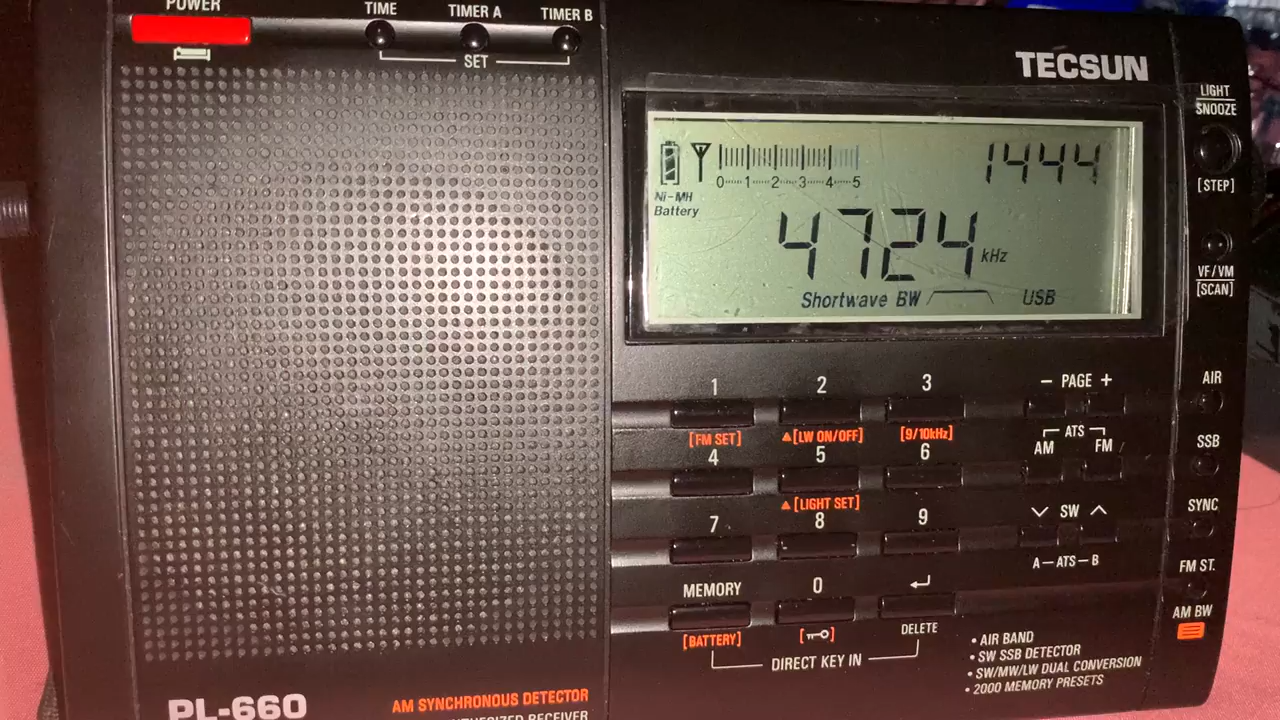 POWER
TIME TIMER A TIMER B
SET
TECSUN
LIGHT
SNOOZE
[STEP]
0 1 2 3 4 5
1444
Ni-MH
Battery
4724 kHz
Shortwave BW USB
VF/VM
[SCAN]
1 2 3 − PAGE + AIR
[FM SET] ▲[LW ON/OFF] [9/10kHz] ATS
AM FM
4 5 6 SSB
▲[LIGHT SET]
7 8 9 ∨ SW ∧ SYNC
A—ATS—B
FM ST.
MEMORY 0 ↵
AM BW
[BATTERY] DELETE
DIRECT KEY IN
• AIR BAND
• SW SSB DETECTOR
• SW/MW/LW DUAL CONVERSION
• 2000 MEMORY PRESETS
PL-660
AM SYNCHRONOUS DETECTOR
RECEIVER